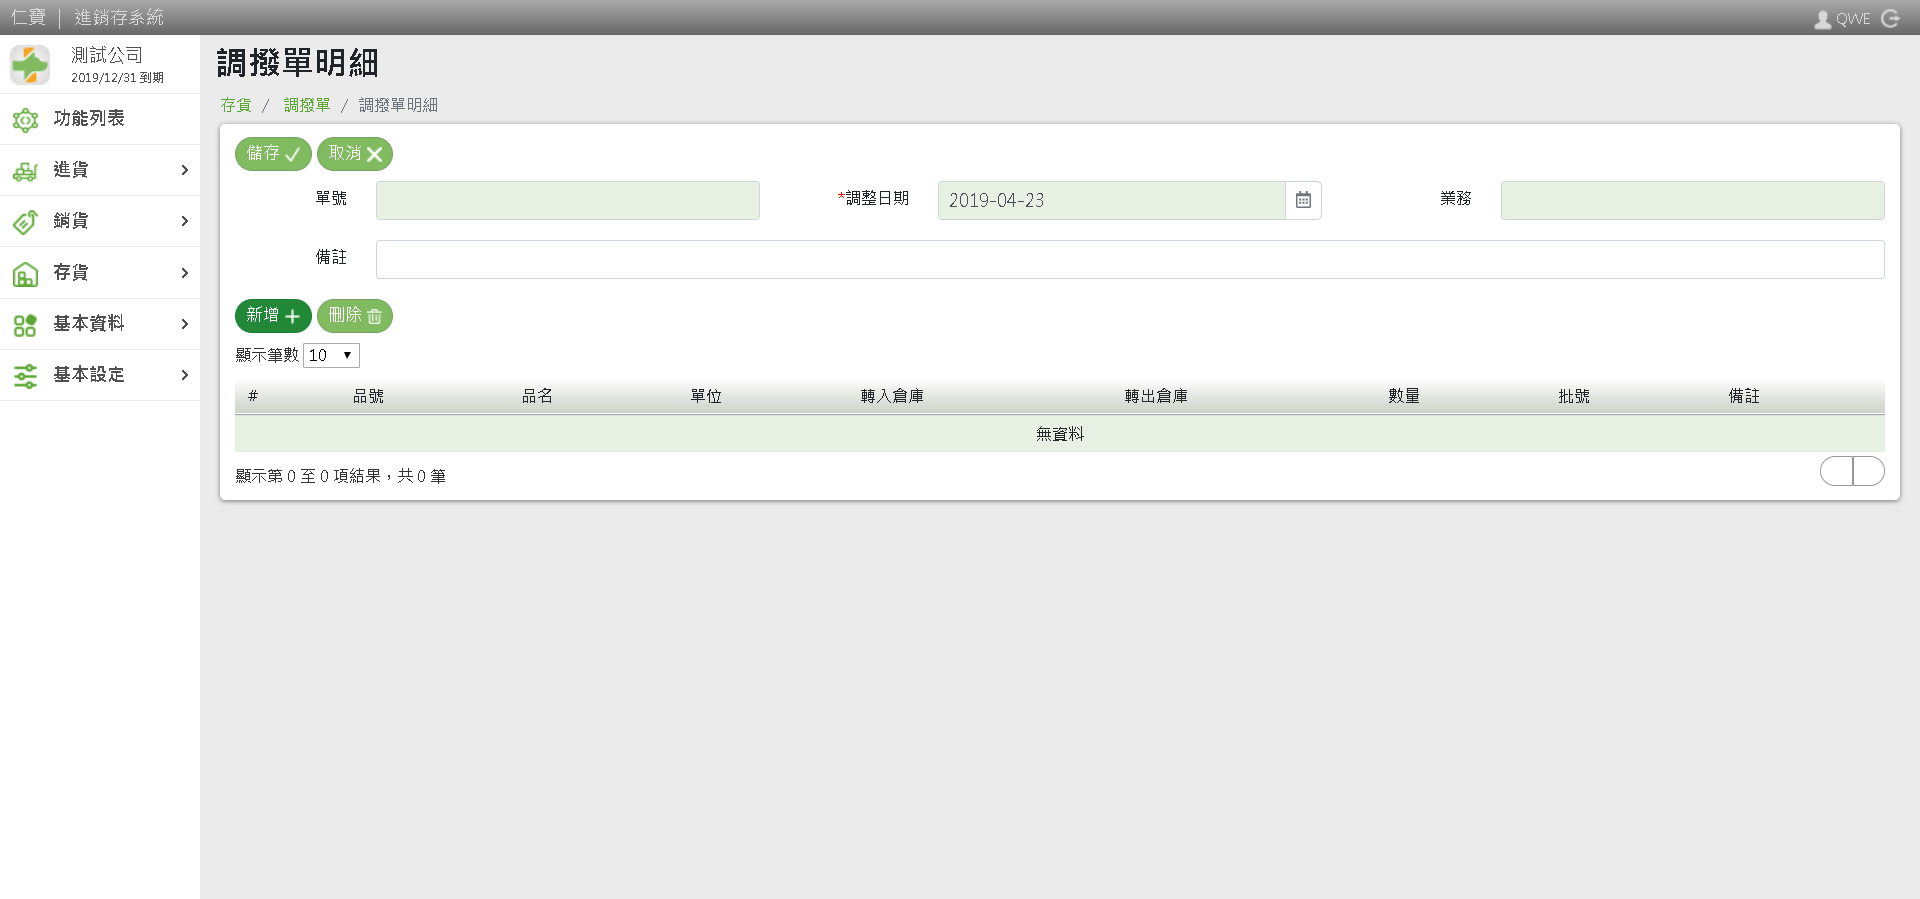 仁寶 | 進銷存系統
QWE
測試公司
2019/12/31 到期
功能列表
進貨
銷貨
存貨
基本資料
基本設定
調撥單明細
存貨 / 調撥單 / 調撥單明細
儲存 取消
單號 *調整日期 2019-04-23 業務
備註
新增 刪除
顯示筆數 10
# 品號 品名 單位 轉入倉庫 轉出倉庫 數量 批號 備註
無資料
顯示第 0 至 0 項結果，共 0 筆